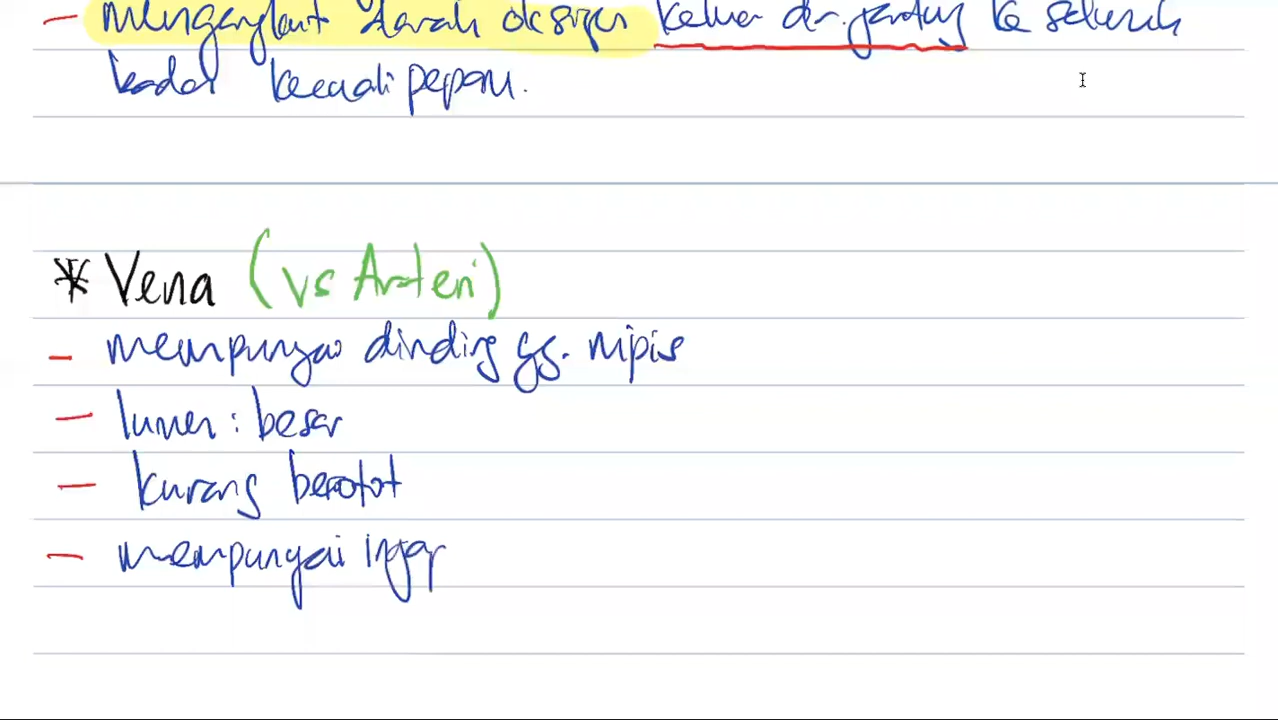 - mengangkut darah oksigen keluar dr. jantung ke seluruh
badan kecuali peparu.
* Vena (vs Arteri)
- mempunyai dinding yg. nipis
- lumen : besar
- kurang berotot
- mempunyai injap